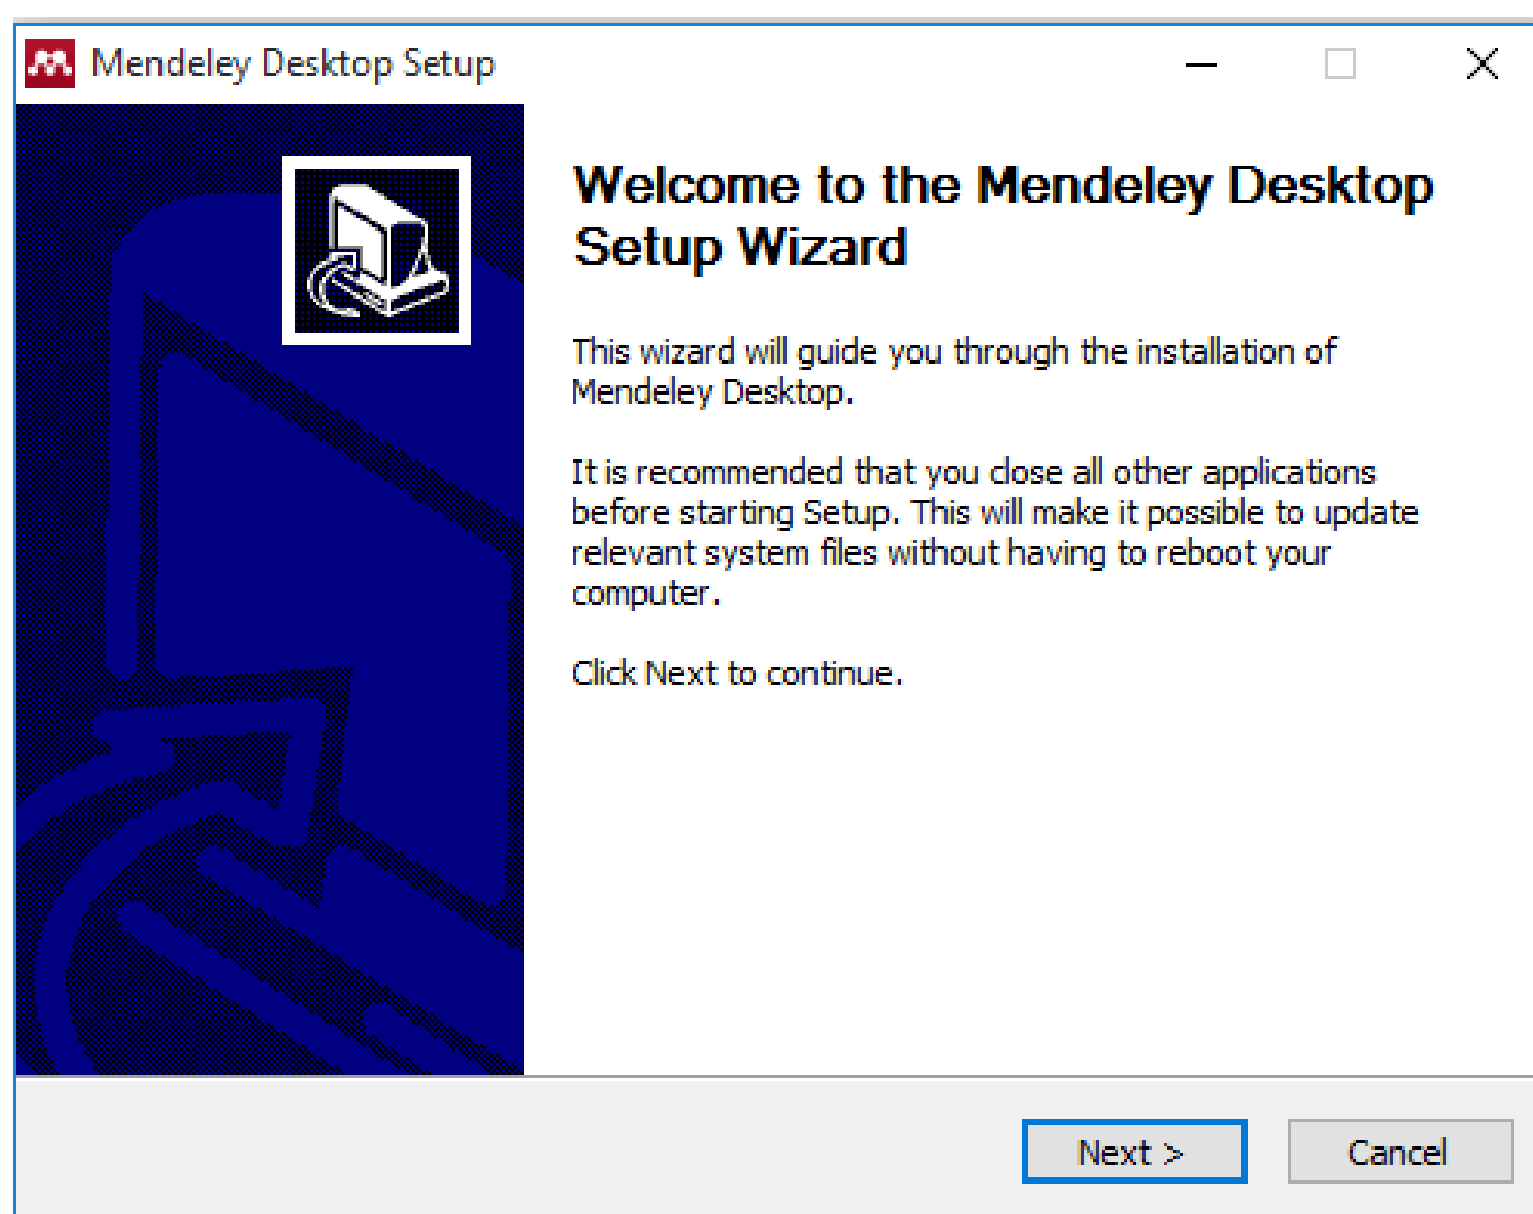 Mendeley Desktop Setup
Welcome to the Mendeley Desktop
Setup Wizard
This wizard will guide you through the installation of
Mendeley Desktop.
It is recommended that you close all other applications
before starting Setup. This will make it possible to update
relevant system files without having to reboot your
computer.
Click Next to continue.
Next >
Cancel